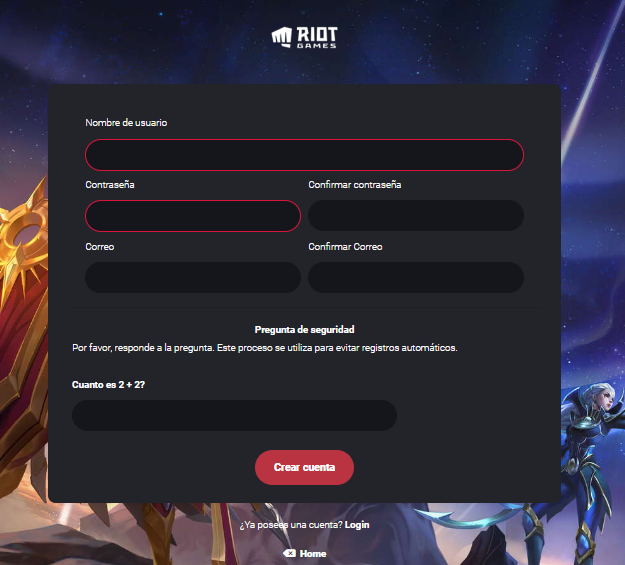 RIOT
GAMES
Nombre de usuario
Contraseña Confirmar contraseña
Correo Confirmar Correo
Pregunta de seguridad
Por favor, responde a la pregunta. Este proceso se utiliza para evitar registros automáticos.
Cuanto es 2 + 2?
Crear cuenta
¿Ya posees una cuenta? Login
Home